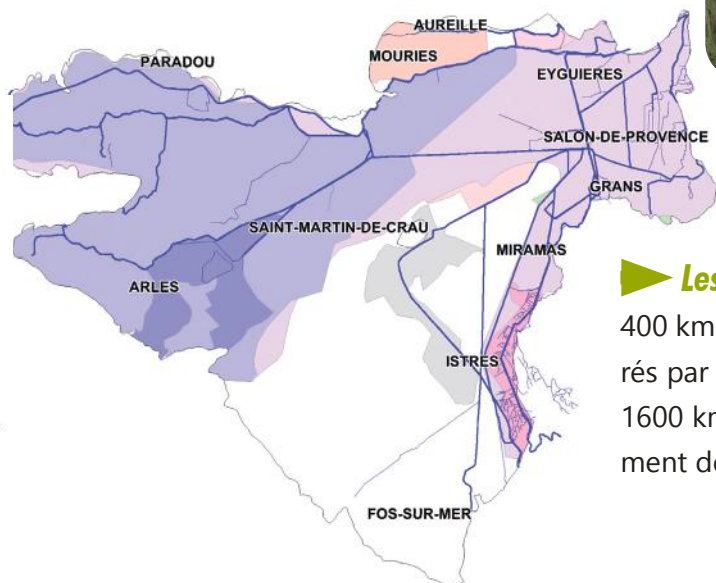 AUREILLE
MOURIES
PARADOU
EYGUIERES
SALON-DE-PROVENCE
GRANS
SAINT-MARTIN-DE-CRAU
MIRAMAS
ARLES
ISTRES
FOS-SUR-MER
Les
400 km
rés par
1600 km
ment de